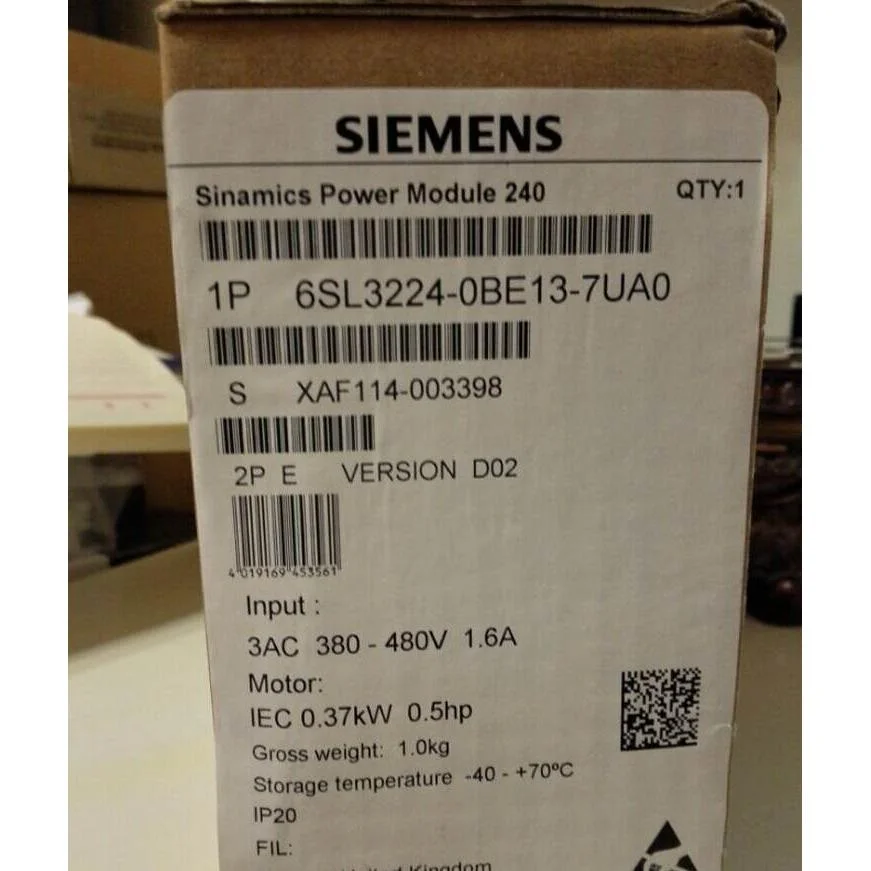 SIEMENS
Sinamics Power Module 240 QTY:1
1P 6SL3224-0BE13-7UA0
S XAF114-003398
2P E VERSION D02
4 019169 453561
Input :
3AC 380 - 480V 1.6A
Motor:
IEC 0.37kW 0.5hp
Gross weight: 1.0kg
Storage temperature -40 - +70ºC
IP20
FIL:
United Kingdom